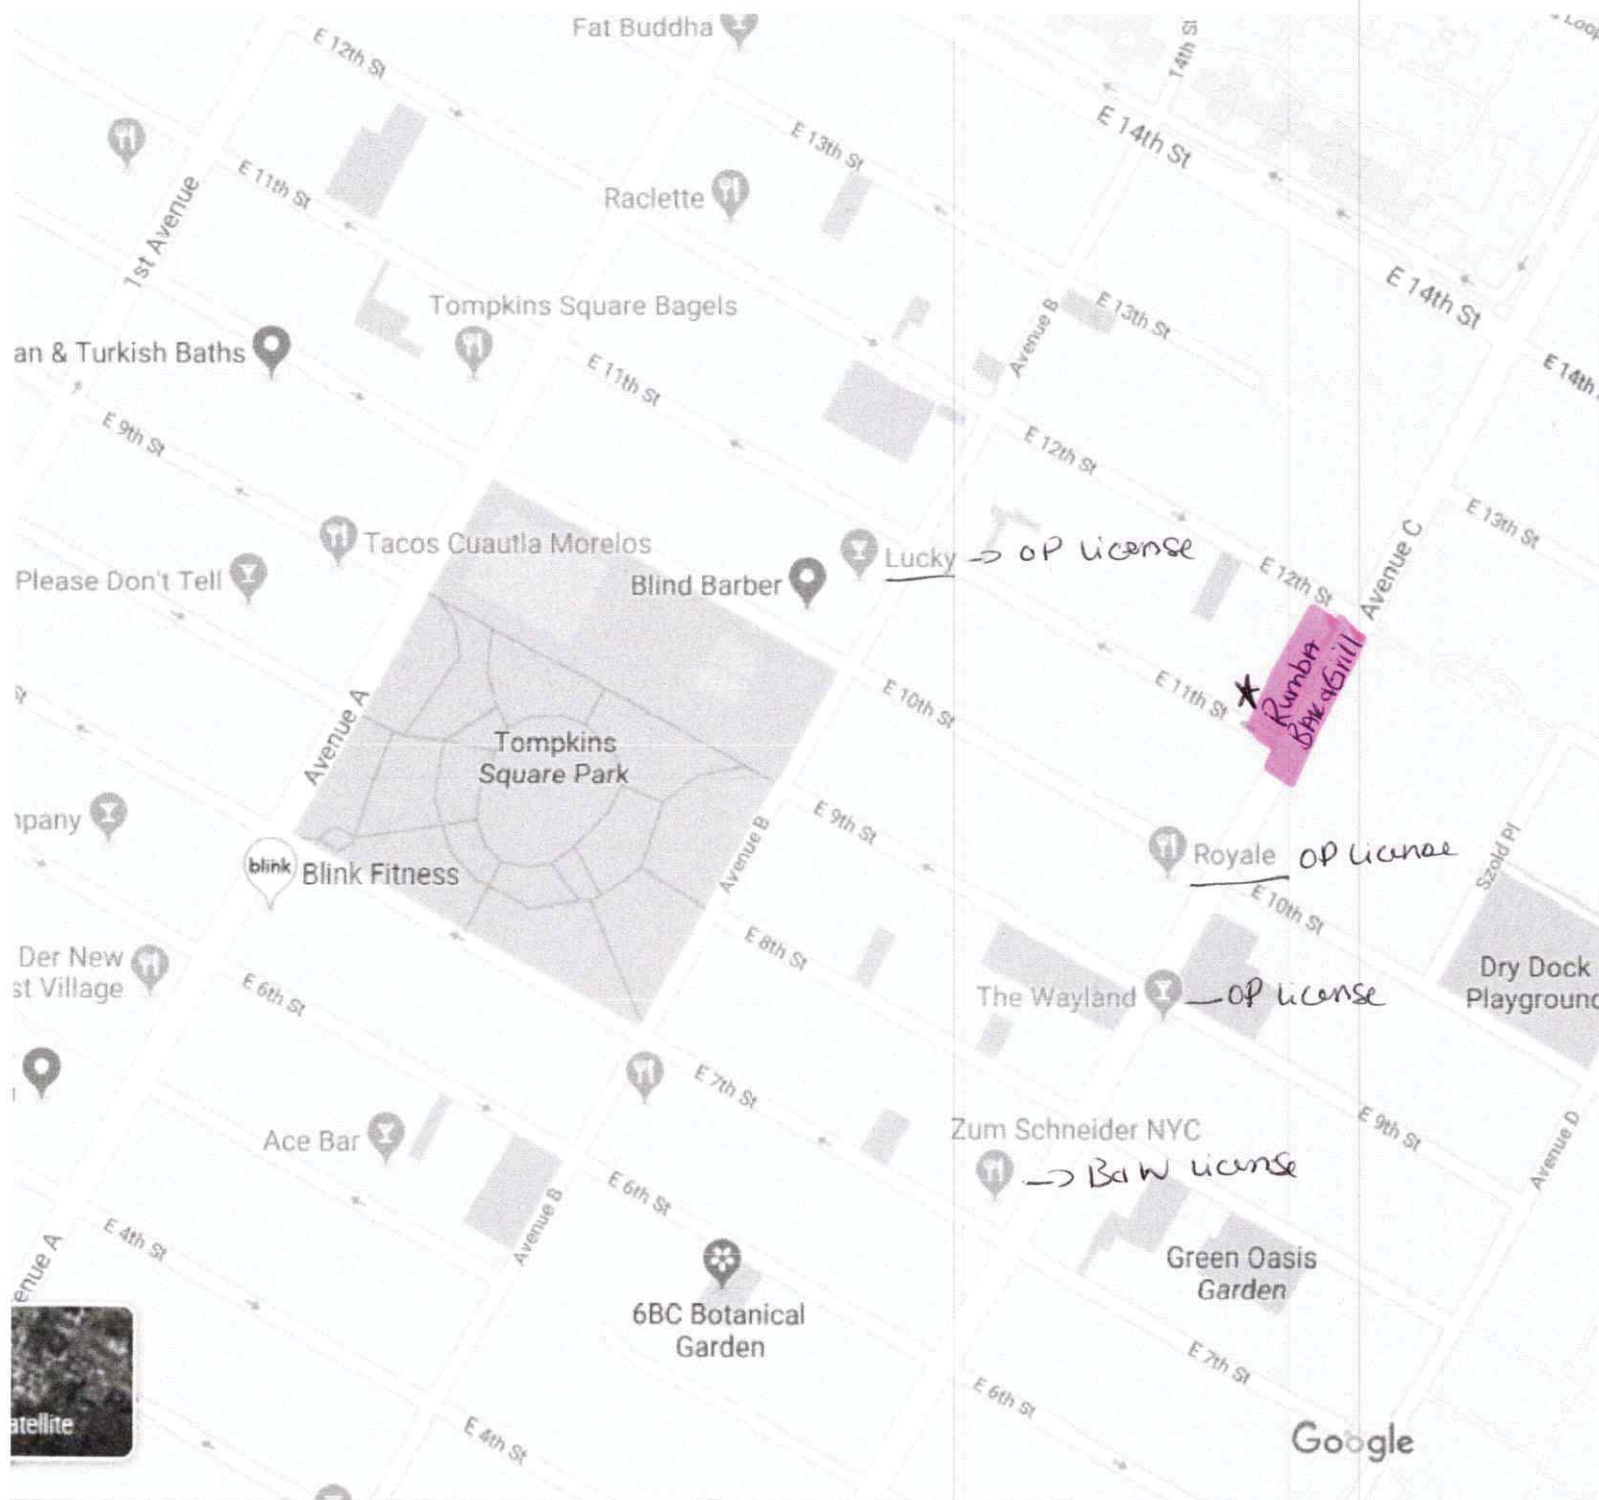 Fat Buddha
E 12th St
14th St
Loop
E 13th St
E 14th St
E 11th St
Raclette
1st Avenue
E 14th St
Tompkins Square Bagels
Avenue B
E 13th St
an & Turkish Baths
E 11th St
E 14th
E 9th St
E 12th St
E 13th St
Tacos Cuautla Morelos
Lucky -> OP License
Avenue C
Please Don't Tell
Blind Barber
E 12th St
Rumba
Bar & Grill
E 11th St
E 10th St
Avenue A
Tompkins
Square Park
E 9th St
mpany
Avenue B
Royale OP License
Szold Pl
blink Blink Fitness
E 10th St
E 8th St
Der New
st Village
Dry Dock
Playground
E 6th St
The Wayland - OP License
E 7th St
E 9th St
Avenue D
Ace Bar
Zum Schneider NYC
-> B&W License
E 6th St
Avenue B
E 4th St
enue A
Green Oasis
Garden
6BC Botanical
Garden
E 7th St
E 6th St
atellite
E 4th St
Google